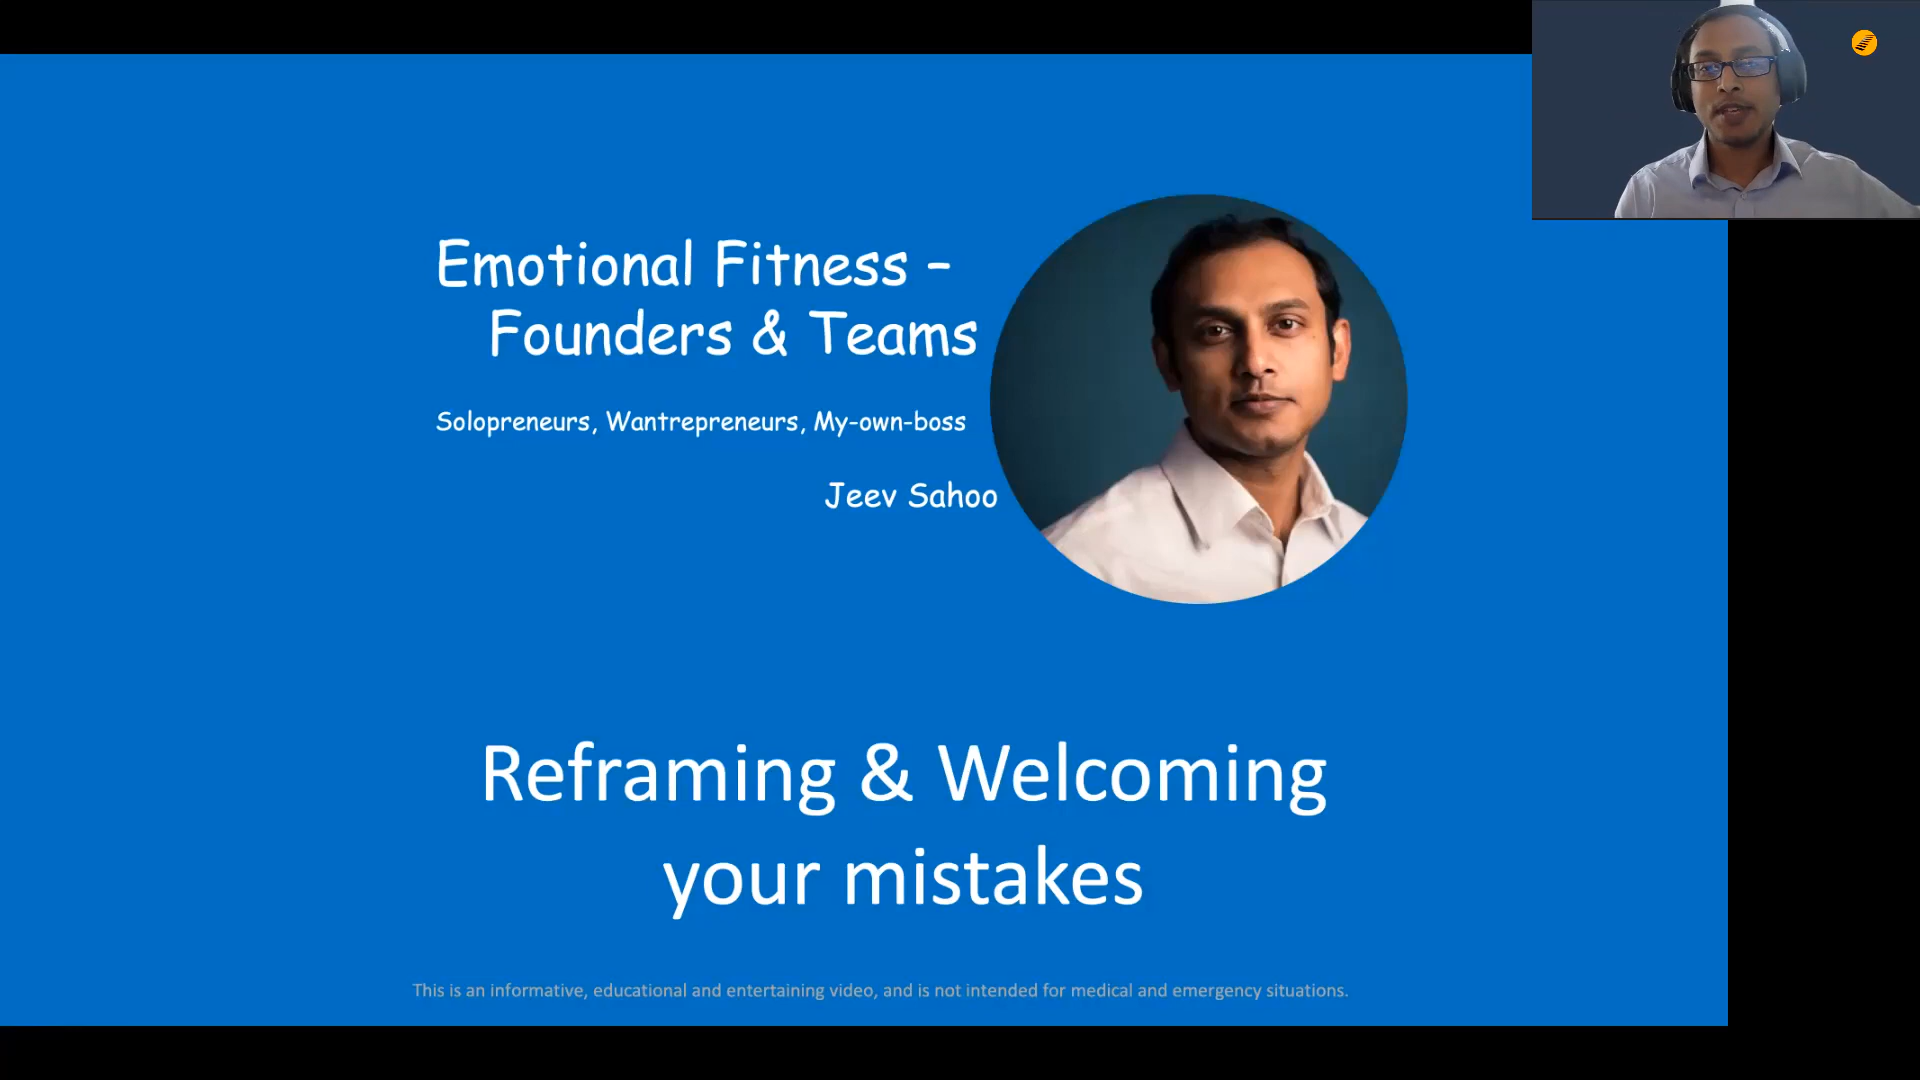 Emotional Fitness –
Founders & Teams
Solopreneurs, Wantrepreneurs, My-own-boss
Jeev Sahoo
Reframing & Welcoming
your mistakes
This is an informative, educational and entertaining video, and is not intended for medical and emergency situations.